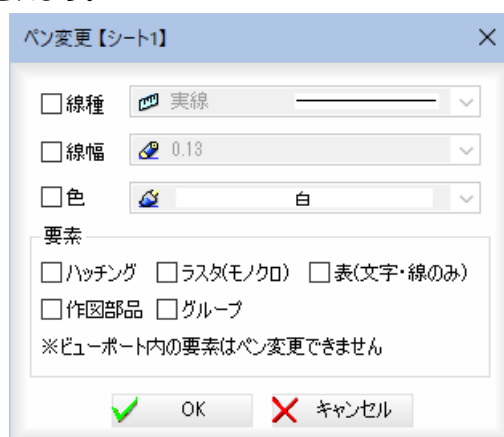 ペン変更【シート1】
線種 実線
線幅 0.13
色 白
要素
ハッチング ラスタ(モノクロ) 表(文字・線のみ)
作図部品 グループ
※ビューポート内の要素はペン変更できません
OK キャンセル